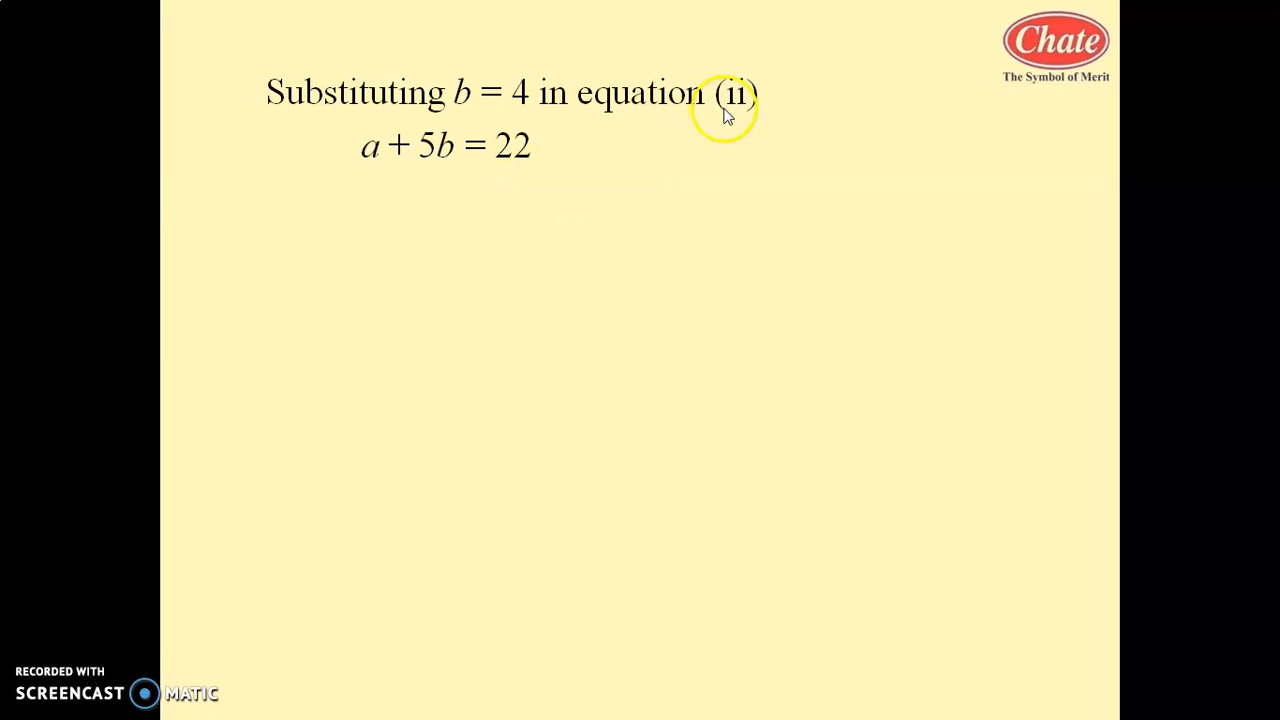 Chate
The Symbol of Merit
Substituting b = 4 in equation (ii)
a + 5b = 22
RECORDED WITH
SCREENCAST MATIC